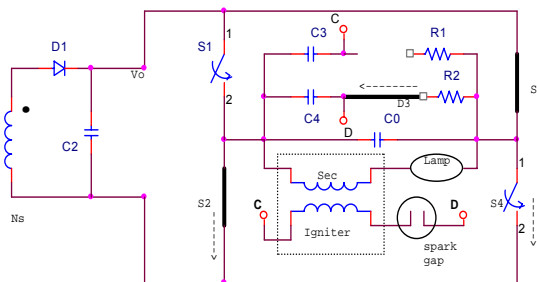 C
C3
R1
S1
1
D1
Vo
R2
S
2
D3
C4
D
C0
C2
1
Lamp
Sec
S2
C
D
S4
Ns
Igniter
2
spark
gap